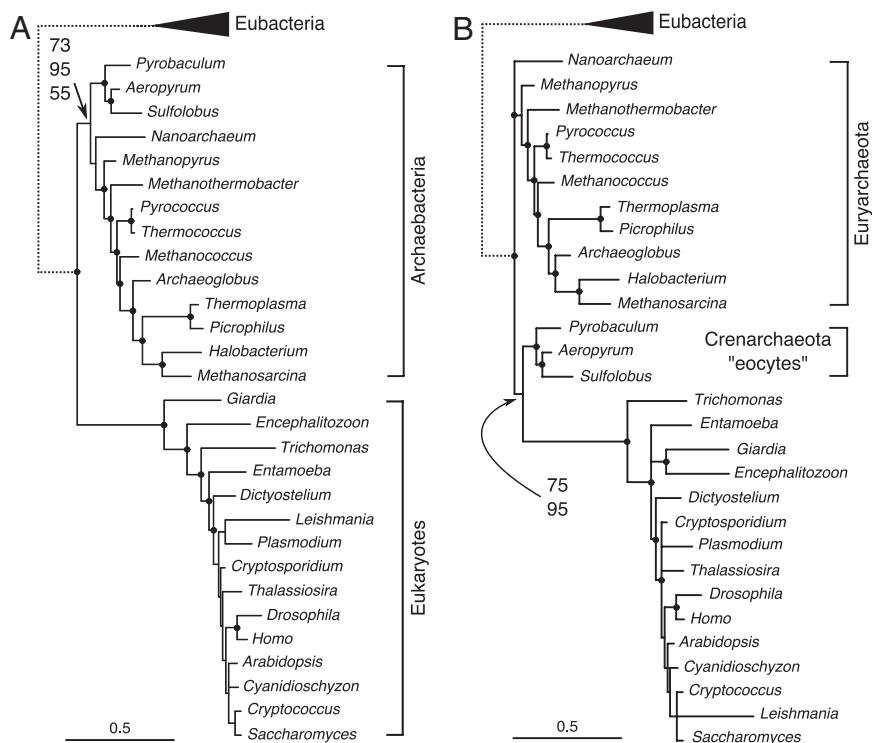 A
Eubacteria
73
95
55
Pyrobaculum
Aeropyrum
Sulfolobus
Nanoarchaeum
Methanopyrus
Methanothermobacter
Pyrococcus
Thermococcus
Methanococcus
Archaeoglobus
Thermoplasma
Picrophilus
Halobacterium
Methanosarcina
Archaebacteria
Giardia
Encephalitozoon
Trichomonas
Entamoeba
Dictyostelium
Leishmania
Plasmodium
Cryptosporidium
Thalassiosira
Drosophila
Homo
Arabidopsis
Cyanidioschyzon
Cryptococcus
Saccharomyces
Eukaryotes
0.5
B
Eubacteria
Nanoarchaeum
Methanopyrus
Methanothermobacter
Pyrococcus
Thermococcus
Methanococcus
Thermoplasma
Picrophilus
Archaeoglobus
Halobacterium
Methanosarcina
Euryarchaeota
Pyrobaculum
Aeropyrum
Sulfolobus
Crenarchaeota
"eocytes"
75
95
Trichomonas
Entamoeba
Giardia
Encephalitozoon
Dictyostelium
Cryptosporidium
Plasmodium
Thalassiosira
Drosophila
Homo
Arabidopsis
Cyanidioschyzon
Cryptococcus
Leishmania
Saccharomyces
0.5